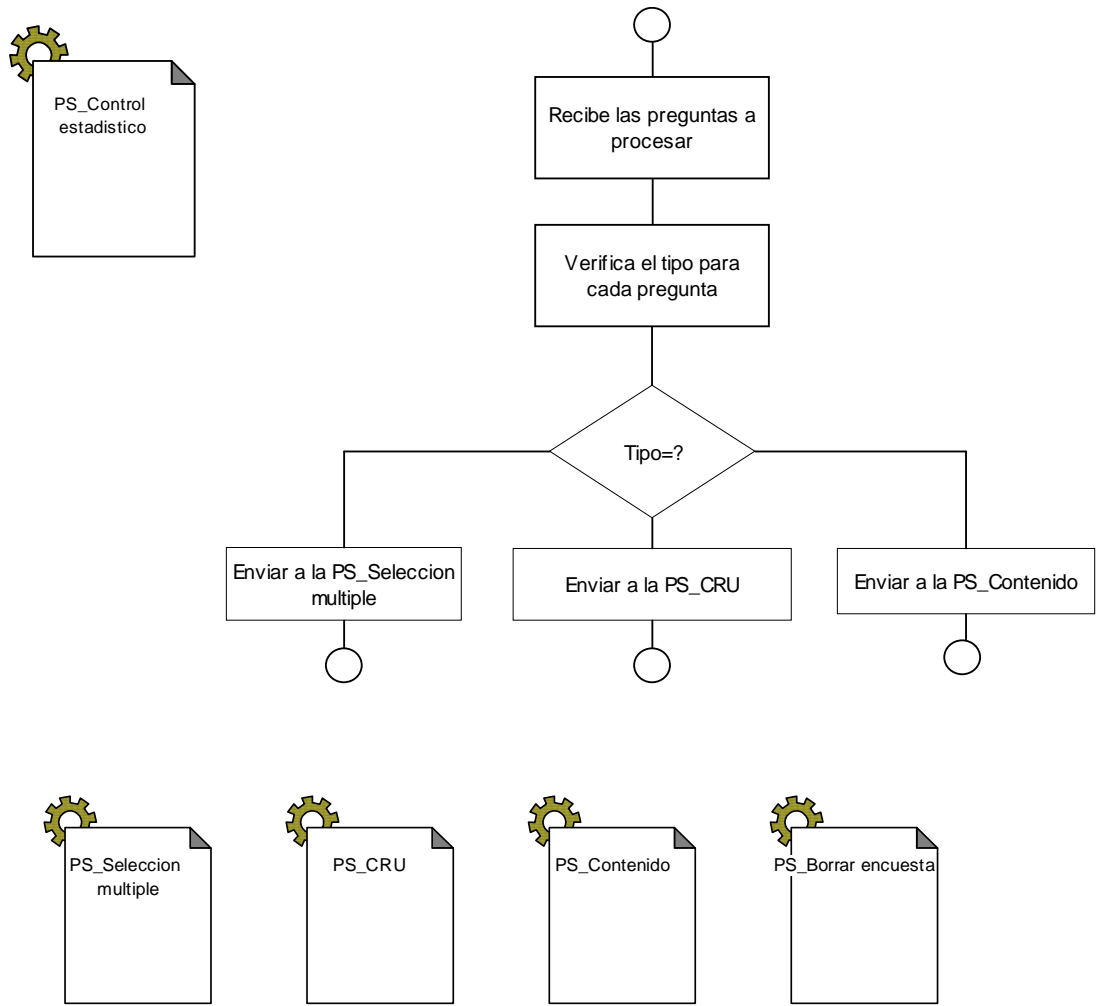 PS_Control
estadistico
Recibe las preguntas a
procesar
Verifica el tipo para
cada pregunta
Tipo=?
Enviar a la PS_Seleccion
multiple
Enviar a la PS_CRU
Enviar a la PS_Contenido
PS_Seleccion
multiple
PS_CRU
PS_Contenido
PS_Borrar encuesta